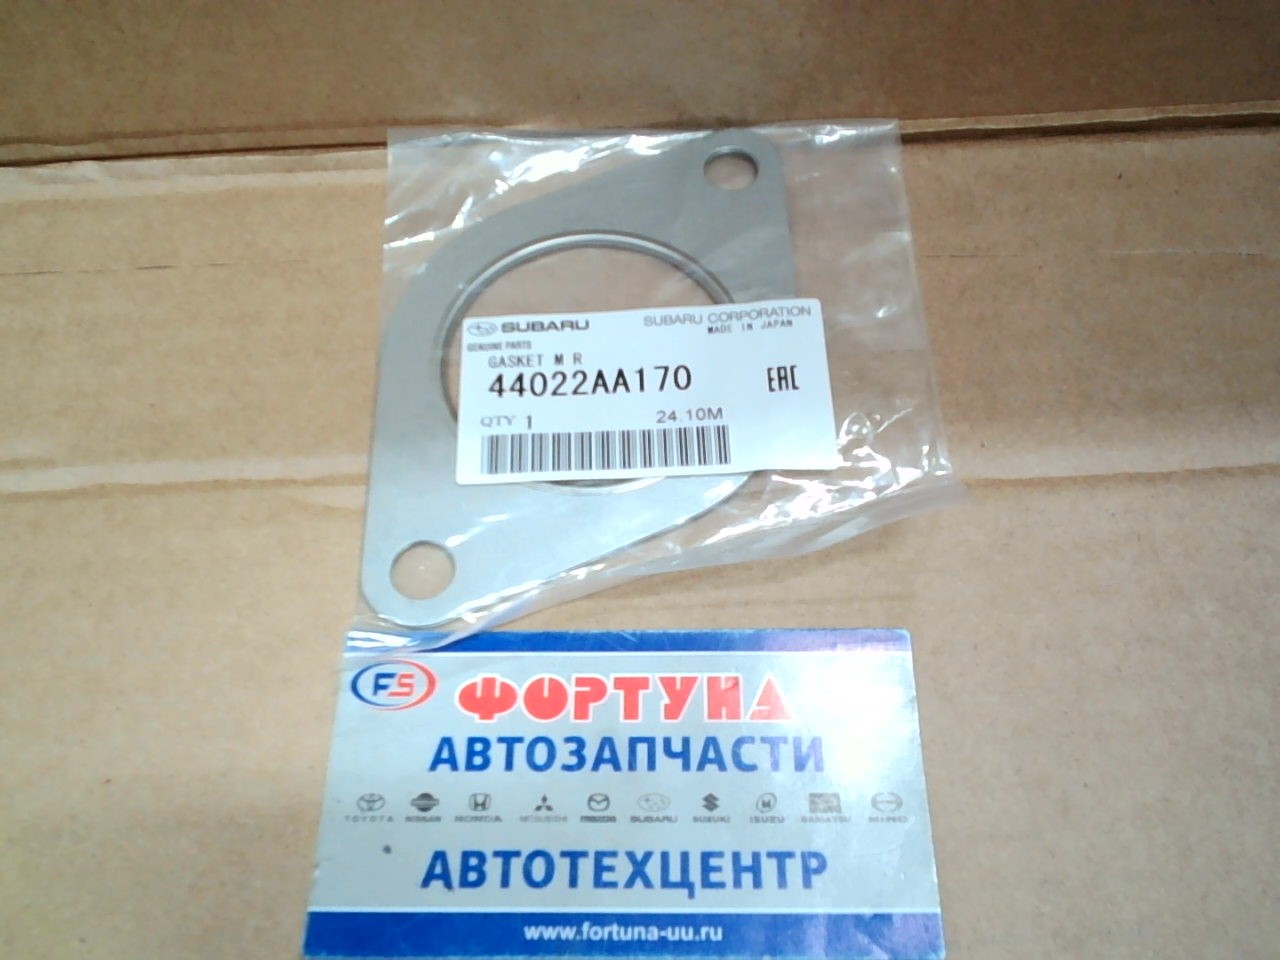 SUBARU SUBARU CORPORATION
MADE IN JAPAN
GENUINE PARTS
GASKET M R
44022AA170 EAC
QTY 1 24.10M
FS ФОРТУНА
АВТОЗАПЧАСТИ
TOYOTA NISSAN HONDA MITSUBISHI mazda SUBARU SUZUKI ISUZU DAIHATSU HINO
АВТОТЕХЦЕНТР
www.fortuna-uu.ru